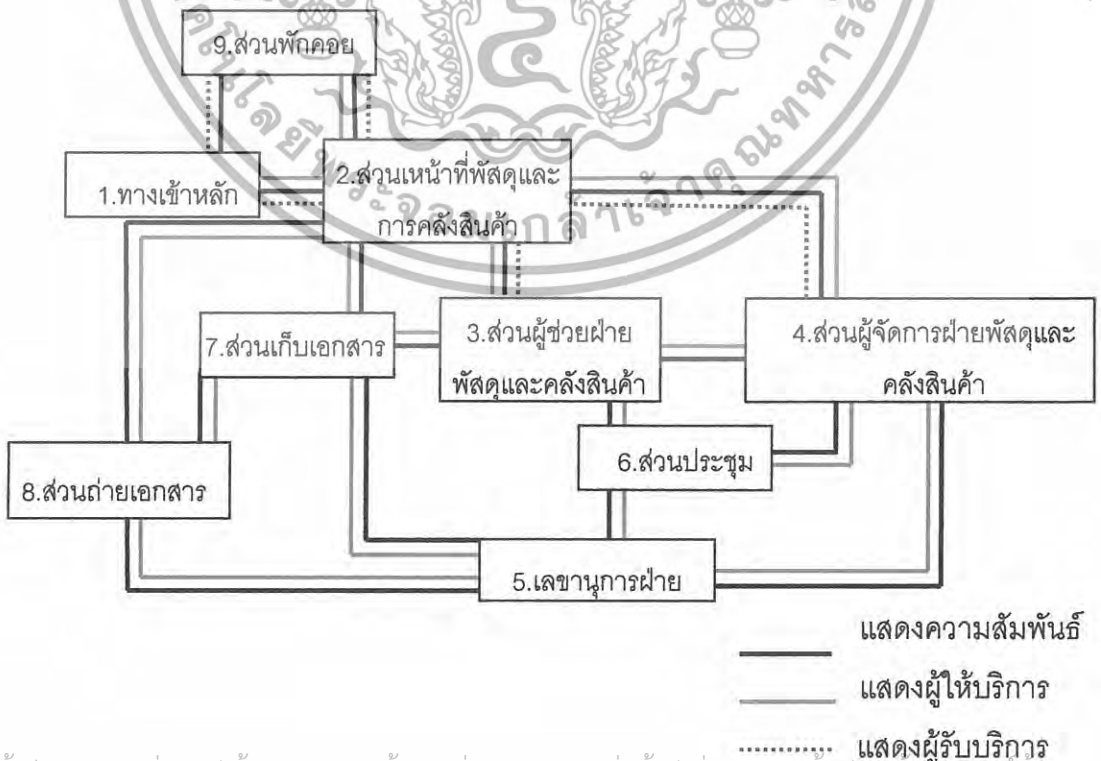 9.ส่วนพักคอย
1.ทางเข้าหลัก
2.ส่วนเหน้าที่พัสดุและ
การคลังสินค้า
7.ส่วนเก็บเอกสาร
3.ส่วนผู้ช่วยฝ่าย
พัสดุและคลังสินค้า
4.ส่วนผู้จัดการฝ่ายพัสดุและ
คลังสินค้า
6.ส่วนประชุม
8.ส่วนถ่ายเอกสาร
5.เลขานุการฝ่าย
แสดงความสัมพันธ์
แสดงผู้ให้บริการ
แสดงผู้รับบริการ